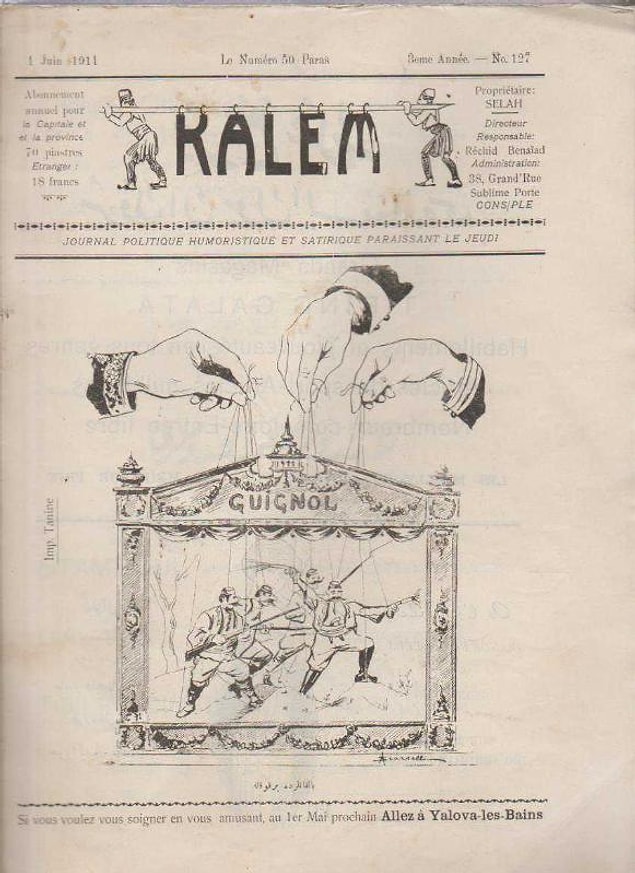 1 Juin 1911
Le Numéro 50 Paras
3eme Année. — No. 127
Abonnement
annuel pour
la Capitale et
et la province
70 piastres
Etranger :
18 francs
KALEM
Propriétaire:
SELAH
Directeur
Responsable:
Réchid Benaïad
Administration:
38, Grand'Rue
Sublime Porte
CONS/PLE
JOURNAL POLITIQUE HUMORISTIQUE ET SATIRIQUE PARAISSANT LE JEUDI
GUIGNOL
Imp. Tanine
Si vous voulez vous soigner en vous amusant, au 1er Mai prochain Allez à Yalova-les-Bains